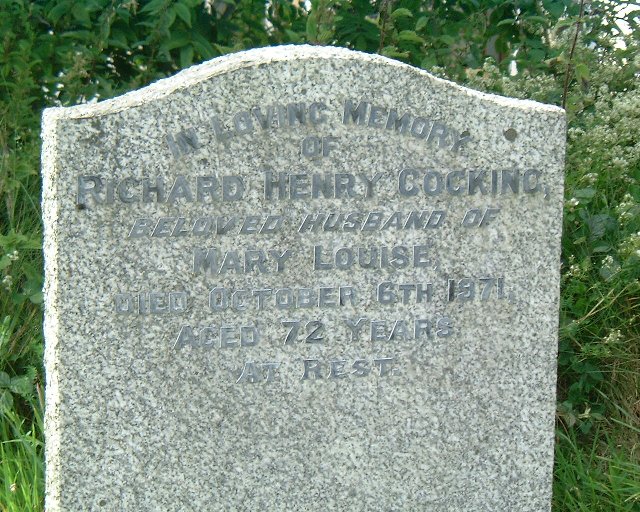 IN LOVING MEMORY
OF
RICHARD HENRY COCKING,
BELOVED HUSBAND OF
MARY LOUISE,
DIED OCTOBER 6TH 1971,
AGED 72 YEARS
AT REST.